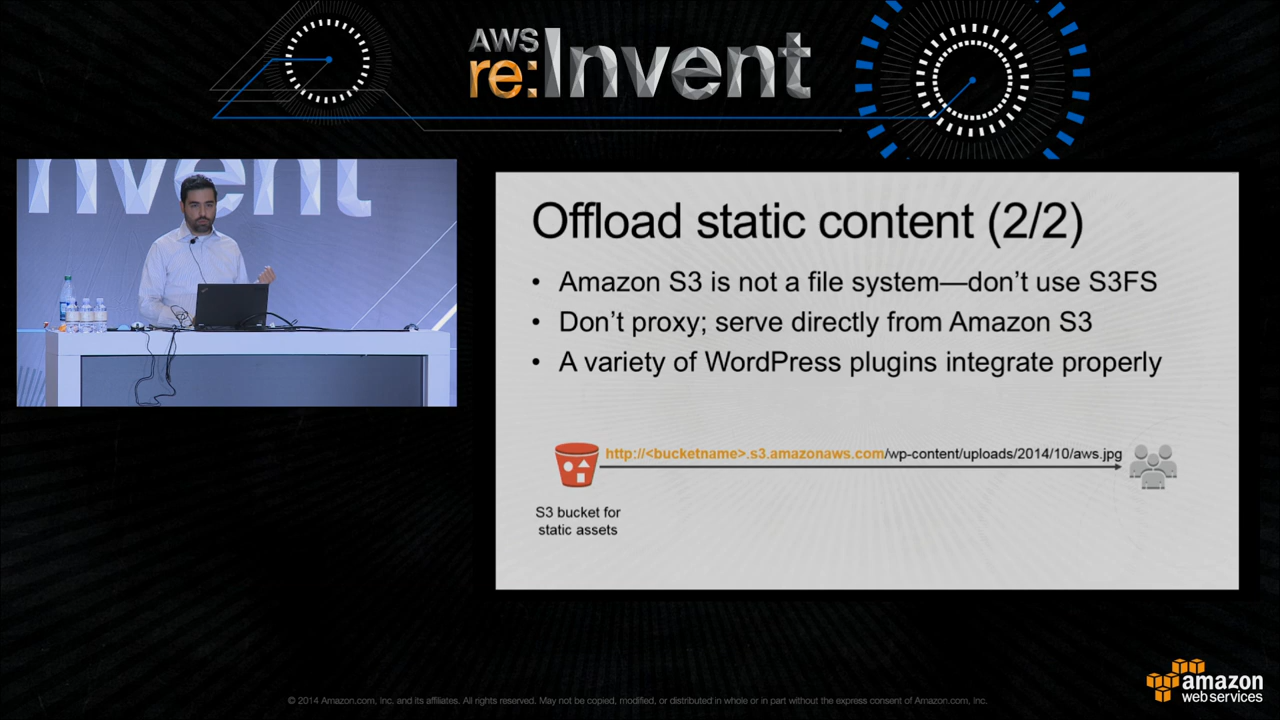 AWS
re:Invent
nvent
Offload static content (2/2)
• Amazon S3 is not a file system—don’t use S3FS
• Don’t proxy; serve directly from Amazon S3
• A variety of WordPress plugins integrate properly
http://<bucketname>.s3.amazonaws.com/wp-content/uploads/2014/10/aws.jpg
S3 bucket for
static assets
© 2014 Amazon.com, Inc. and its affiliates. All rights reserved. May not be copied, modified, or distributed in whole or in part without the express consent of Amazon.com, Inc.
amazon
web services